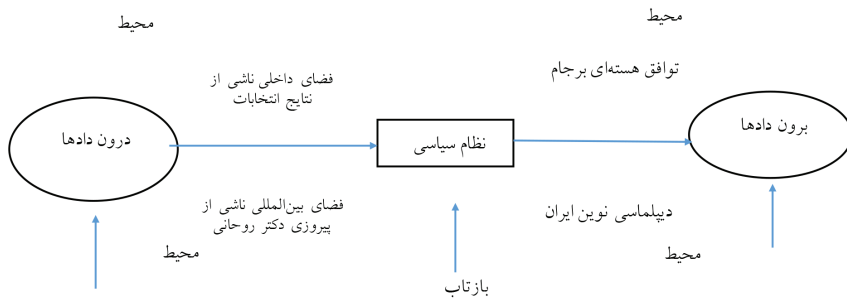 محیط
محیط
توافق هسته‌ای برجام
فضای داخلی ناشی از
نتایج انتخابات
برون دادها
نظام سیاسی
درون دادها
دیپلماسی نوین ایران
فضای بین‌المللی ناشی از
پیروزی دکتر روحانی
محیط
محیط
بازتاب